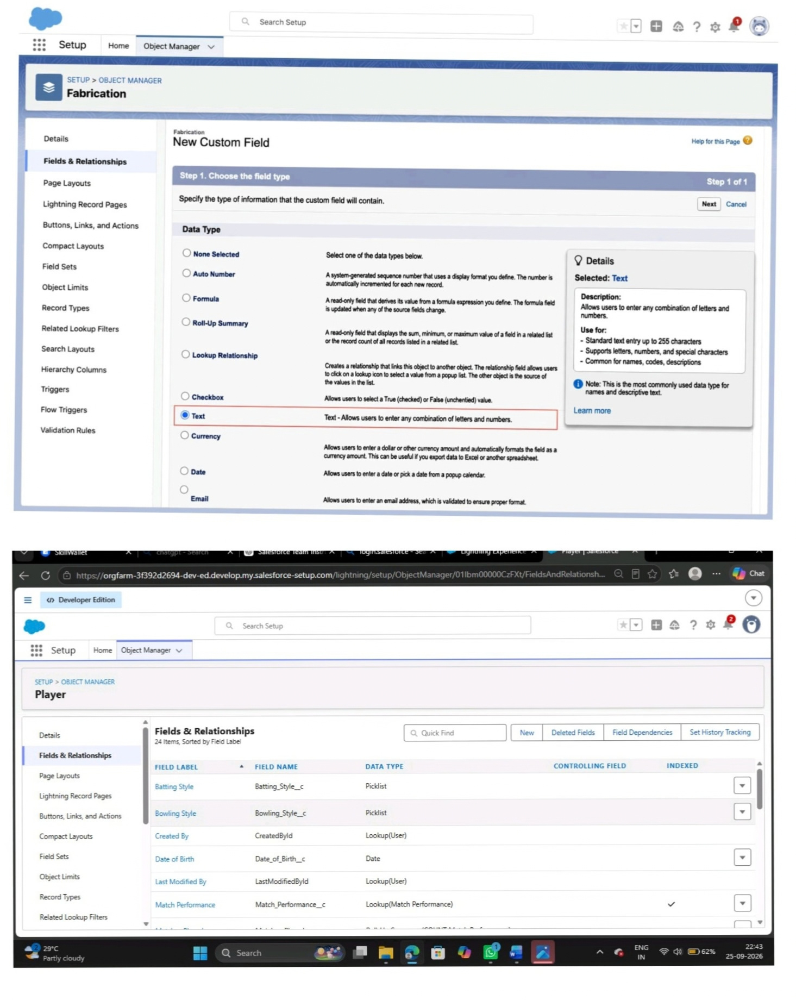 Search Setup
1
Setup
Home
Object Manager
SETUP > OBJECT MANAGER
Fabrication
Details
Fields & Relationships
Page Layouts
Lightning Record Pages
Buttons, Links, and Actions
Compact Layouts
Field Sets
Object Limits
Record Types
Related Lookup Filters
Search Layouts
Hierarchy Columns
Triggers
Flow Triggers
Validation Rules
Fabrication
New Custom Field
Help for this Page ?
Step 1. Choose the field type
Step 1 of 1
Specify the type of information that the custom field will contain.
Next
Cancel
Data Type
None Selected
Select one of the data types below.
Auto Number
A system-generated sequence number that uses a display format you define. The number is
automatically incremented for each new record.
Formula
A read-only field that derives its value from a formula expression you define. The formula field
is updated when any of the source fields change.
Roll-Up Summary
A read-only field that displays the sum, minimum, or maximum value of a field in a related list
or the record count of all records listed in a related list.
Lookup Relationship
Creates a relationship that links this object to another object. The relationship field allows users
to click on a lookup icon to select a value from a popup list. The other object is the source of
the values in the list.
Checkbox
Allows users to select a True (checked) or False (unchentied) value.
Text
Text - Allows users to enter any combination of letters and numbers.
Currency
Allows users to enter a dollar or other currency amount and automatically formats the field as a
currency amount. This can be useful if you export data to Excel or another spreadsheet.
Date
Allows users to enter a date or pick a date from a popup calendar.
Email
Allows users to enter an email address, which is validated to ensure proper format.
Details
Selected: Text
Description:
Allows users to enter any combination of letters and
numbers.
Use for:
- Standard text entry up to 255 characters
- Supports letters, numbers, and special characters
- Common for names, codes, descriptions
Note: This is the most commonly used data type for
names and descriptive text.
Learn more
SkillWallet
chatgpt - Search
Salesforce Team Instr
login.salesforce - Sea
Lightning Experience
Player | Salesforce
https://orgfarm-3f392d2694-dev-ed.develop.my.salesforce-setup.com/lightning/setup/ObjectManager/01Ibm00000CzFXt/FieldsAndRelationsh...
Chat
</> Developer Edition
Search Setup
2
Setup
Home
Object Manager
SETUP > OBJECT MANAGER
Player
Details
Fields & Relationships
Page Layouts
Lightning Record Pages
Buttons, Links, and Actions
Compact Layouts
Field Sets
Object Limits
Record Types
Related Lookup Filters
Fields & Relationships
24 Items, Sorted by Field Label
Quick Find
New
Deleted Fields
Field Dependencies
Set History Tracking
FIELD LABEL FIELD NAME DATA TYPE CONTROLLING FIELD INDEXED
Batting Style Batting_Style__c Picklist
Bowling Style Bowling_Style__c Picklist
Created By CreatedById Lookup(User)
Date of Birth Date_of_Birth__c Date
Last Modified By LastModifiedById Lookup(User)
Match Performance Match_Performance__c Lookup(Match Performance)
2
29°C
Partly cloudy
Search
1
ENG
IN
62%
22:43
25-09-2026